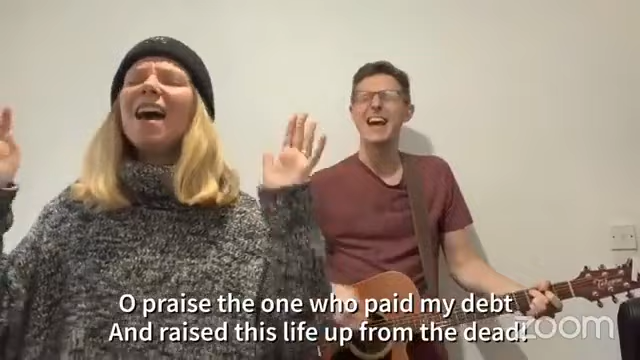 O praise the one who paid my debt
And raised this life up from the dead!
zoom